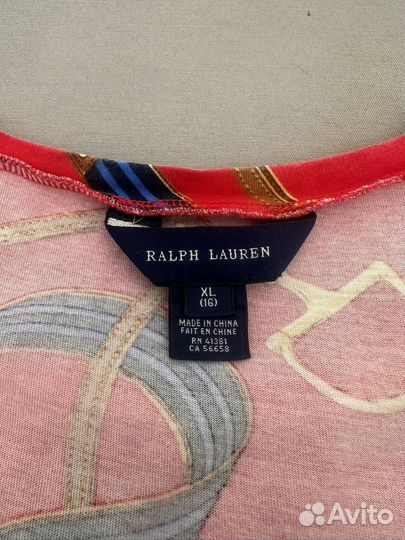 RALPH LAUREN
XL
(16)
MADE IN CHINA
FAIT EN CHINE
RN 41381
CA 56658
Avito